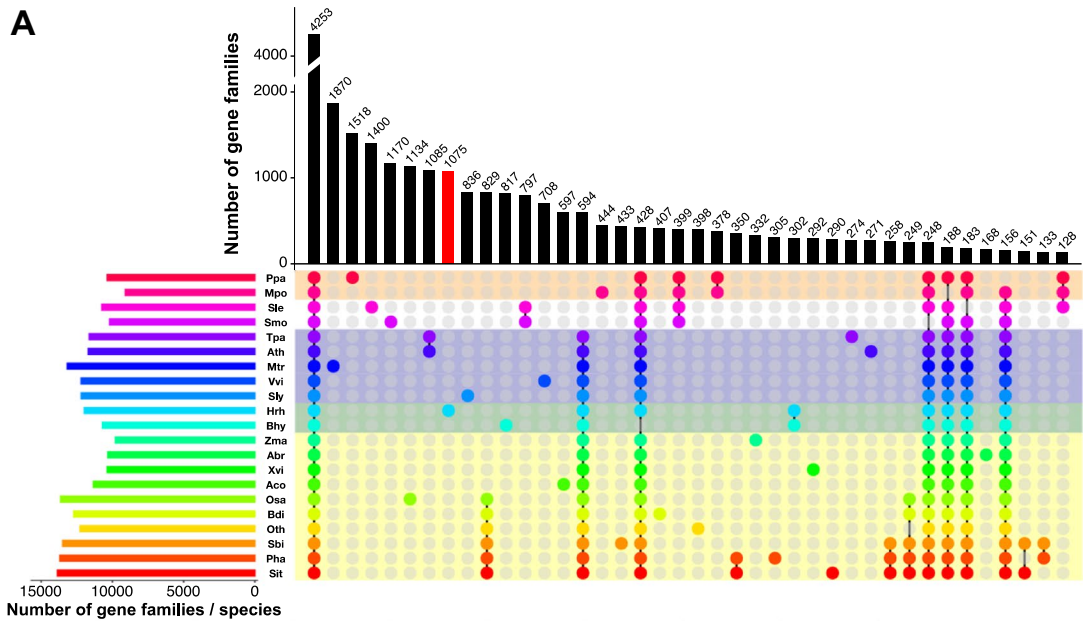 A
Number of gene families
4000
2000
1000
0
4253
1870
1518
1400
1170
1134
1085
1075
836
829
817
797
708
597
594
444
433
428
407
399
398
378
350
332
305
302
292
290
274
271
258
249
248
188
183
168
156
151
133
128
Ppa
Mpo
Sle
Smo
Tpa
Ath
Mtr
Vvi
Sly
Hrh
Bhy
Zma
Abr
Xvi
Aco
Osa
Bdi
Oth
Sbi
Pha
Sit
15000 10000 5000 0
Number of gene families / species